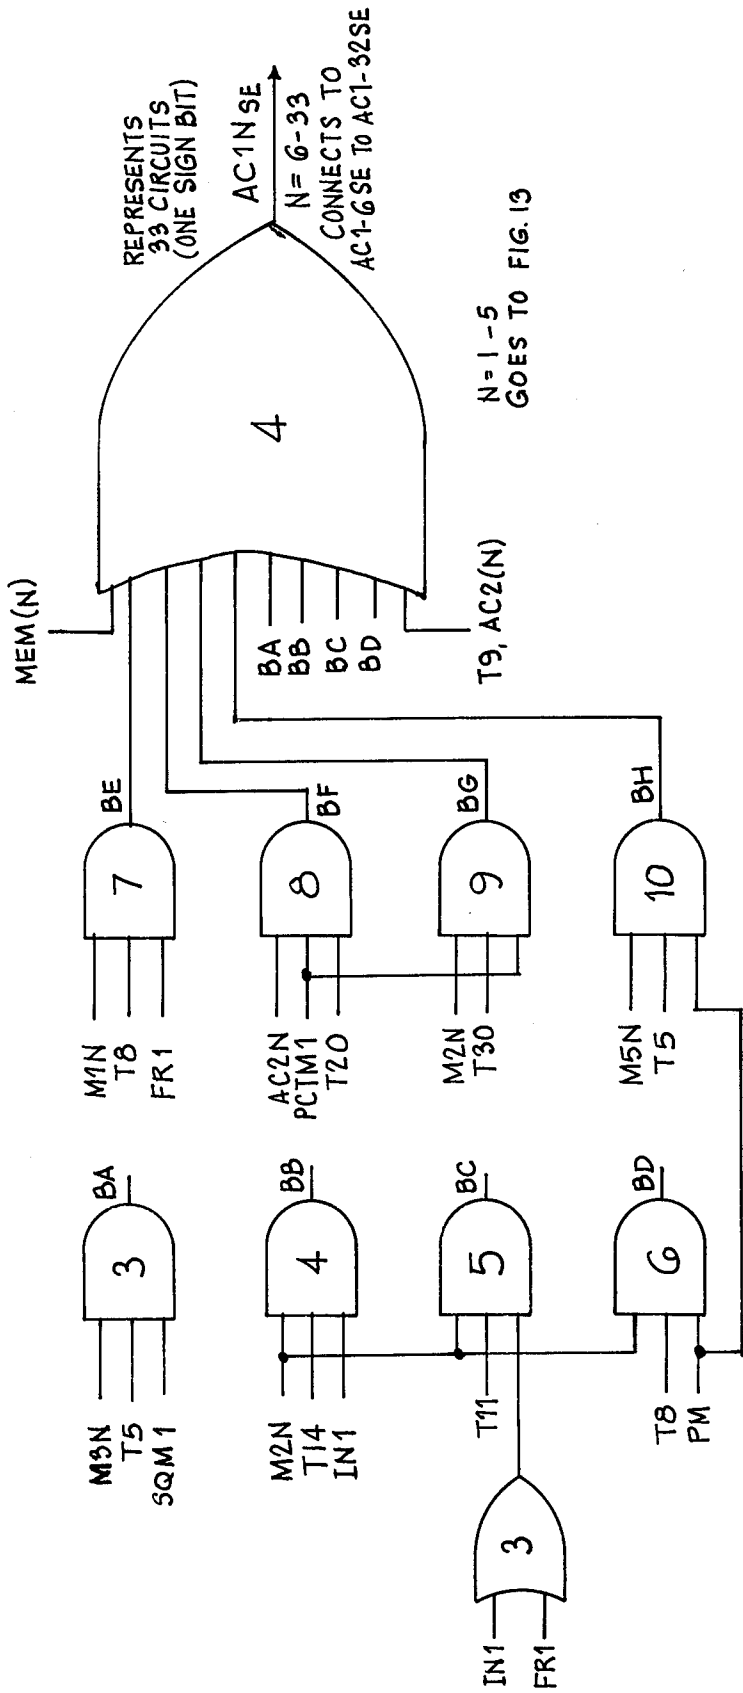 MEM(N)
REPRESENTS
33 CIRCUITS
(ONE SIGN BIT)
AC1NSE
N=6-33
CONNECTS TO
AC1-6SE TO AC1-32SE
4
N=1-5
GOES TO FIG.13
BA
BB
BC
BD
T9, AC2(N)
M1N
T8
FR1
7
BE
AC2N
PCTM1
T20
8
BF
M2N
T30
9
BG
M5N
T5
10
BH
M3N
T5
SQM1
3
BA
M2N
T14
IN1
4
BB
T11
5
BC
T8
PM
6
BD
IN1
FR1
3